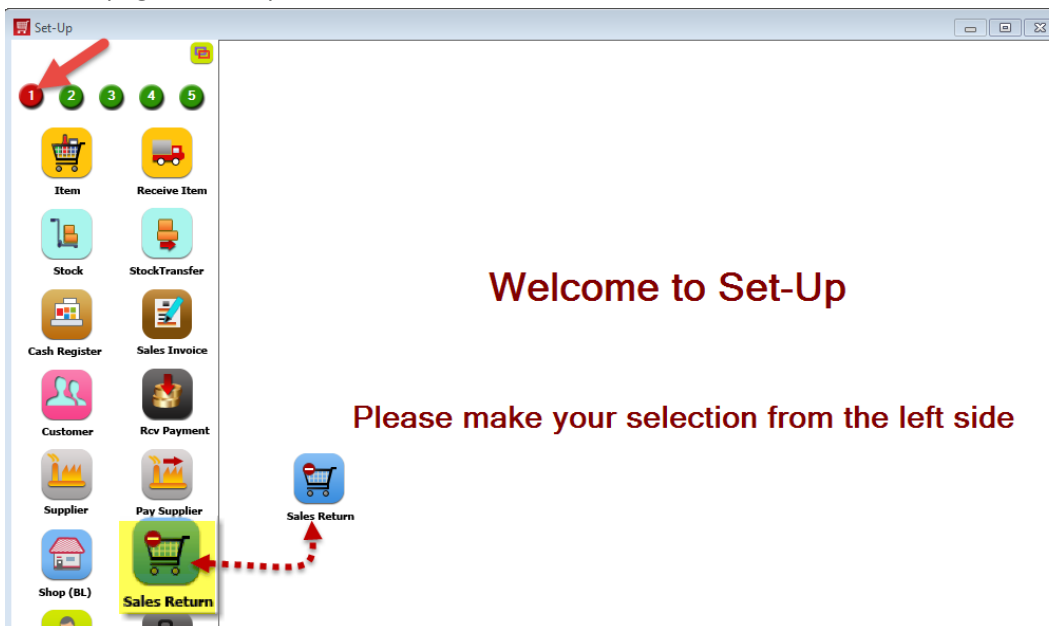 Set-Up
1 2 3 4 5
Item Receive Item
Stock StockTransfer
Welcome to Set-Up
Cash Register Sales Invoice
Please make your selection from the left side
Customer Rcv Payment
Supplier Pay Supplier
Sales Return
Shop (BL)
Sales Return